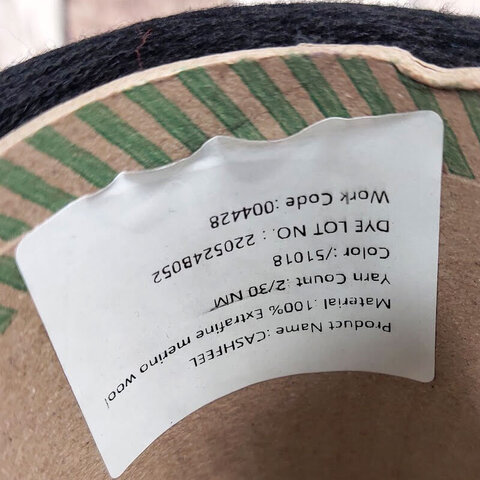 Product Name :CASHFEEL
Material :100% Extrafine merino wool
Yarn Count :2/30 NM
Color :/51018
DYE LOT NO. : 220524B052
Work Code :004428